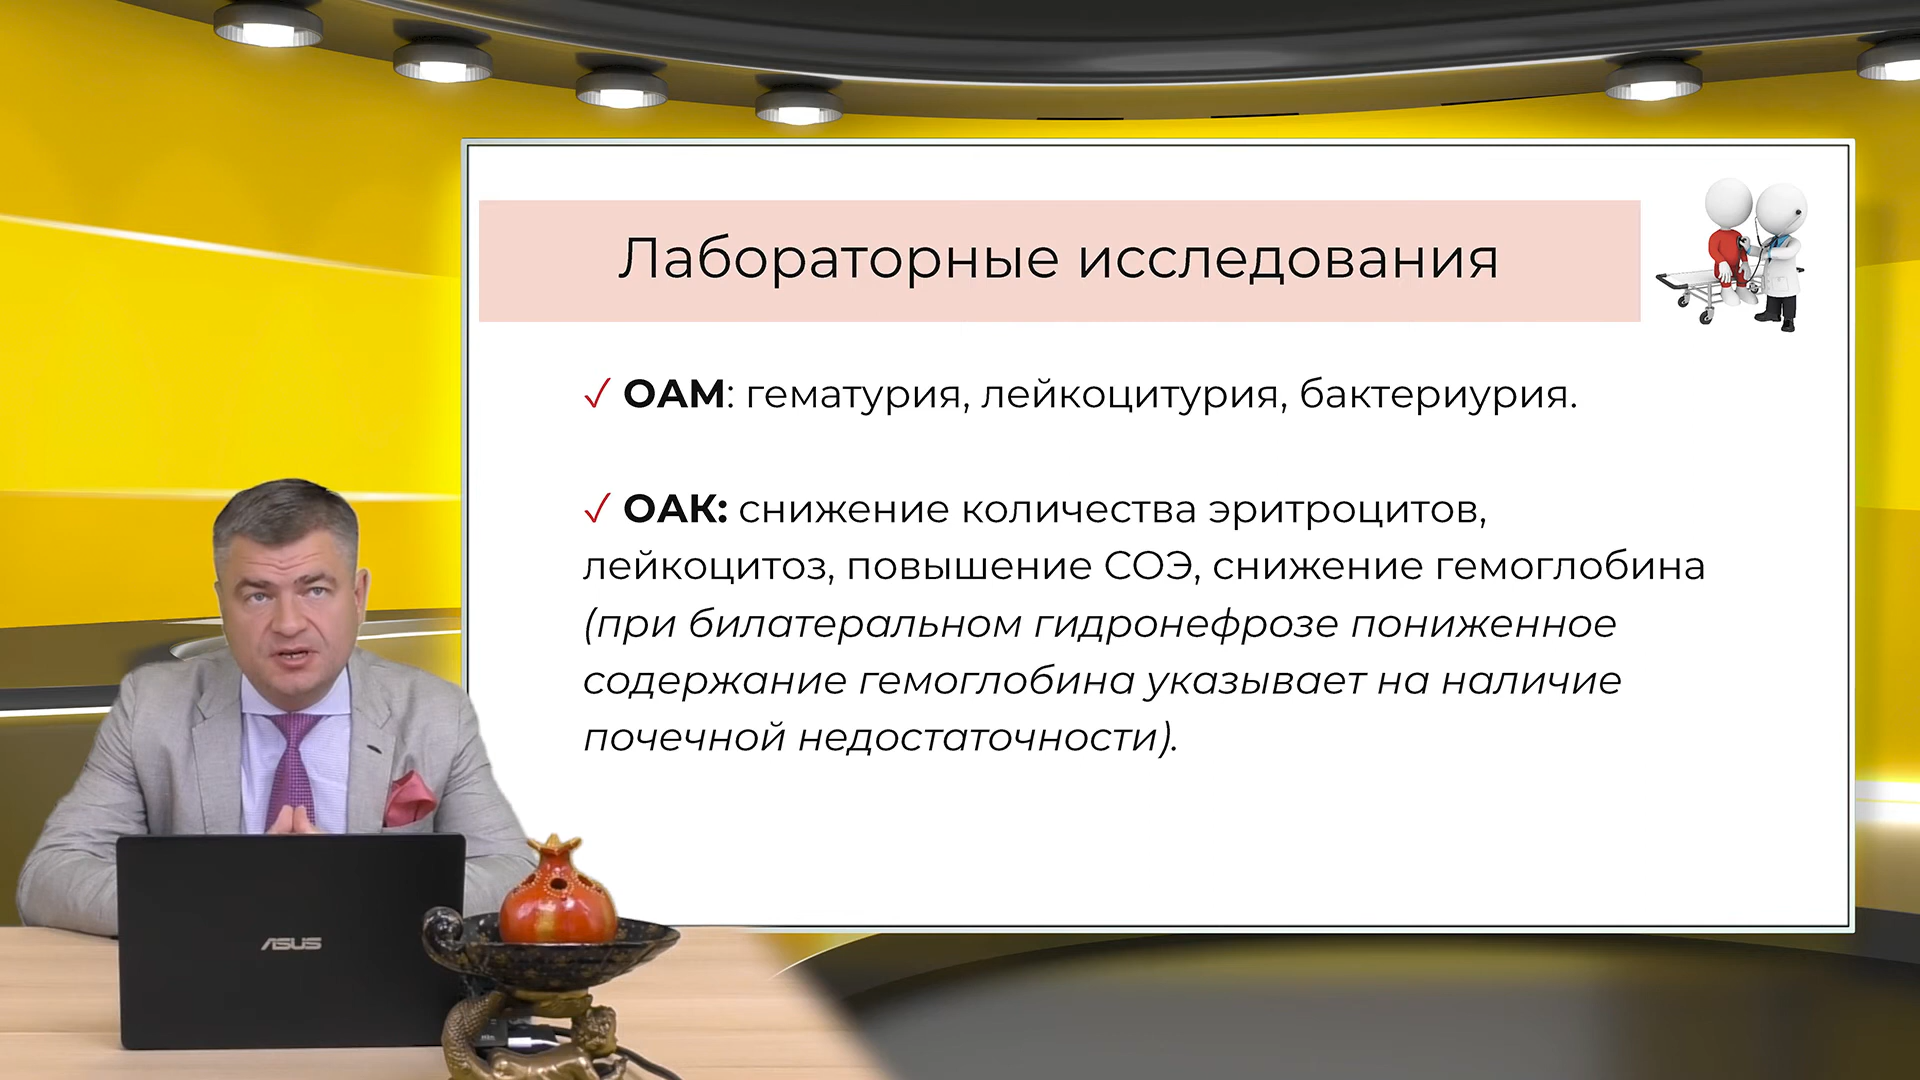 Лабораторные исследования
✓ ОАМ: гематурия, лейкоцитурия, бактериурия.
✓ ОАК: снижение количества эритроцитов,
лейкоцитоз, повышение СОЭ, снижение гемоглобина
(при билатеральном гидронефрозе пониженное
содержание гемоглобина указывает на наличие
почечной недостаточности).
ASUS